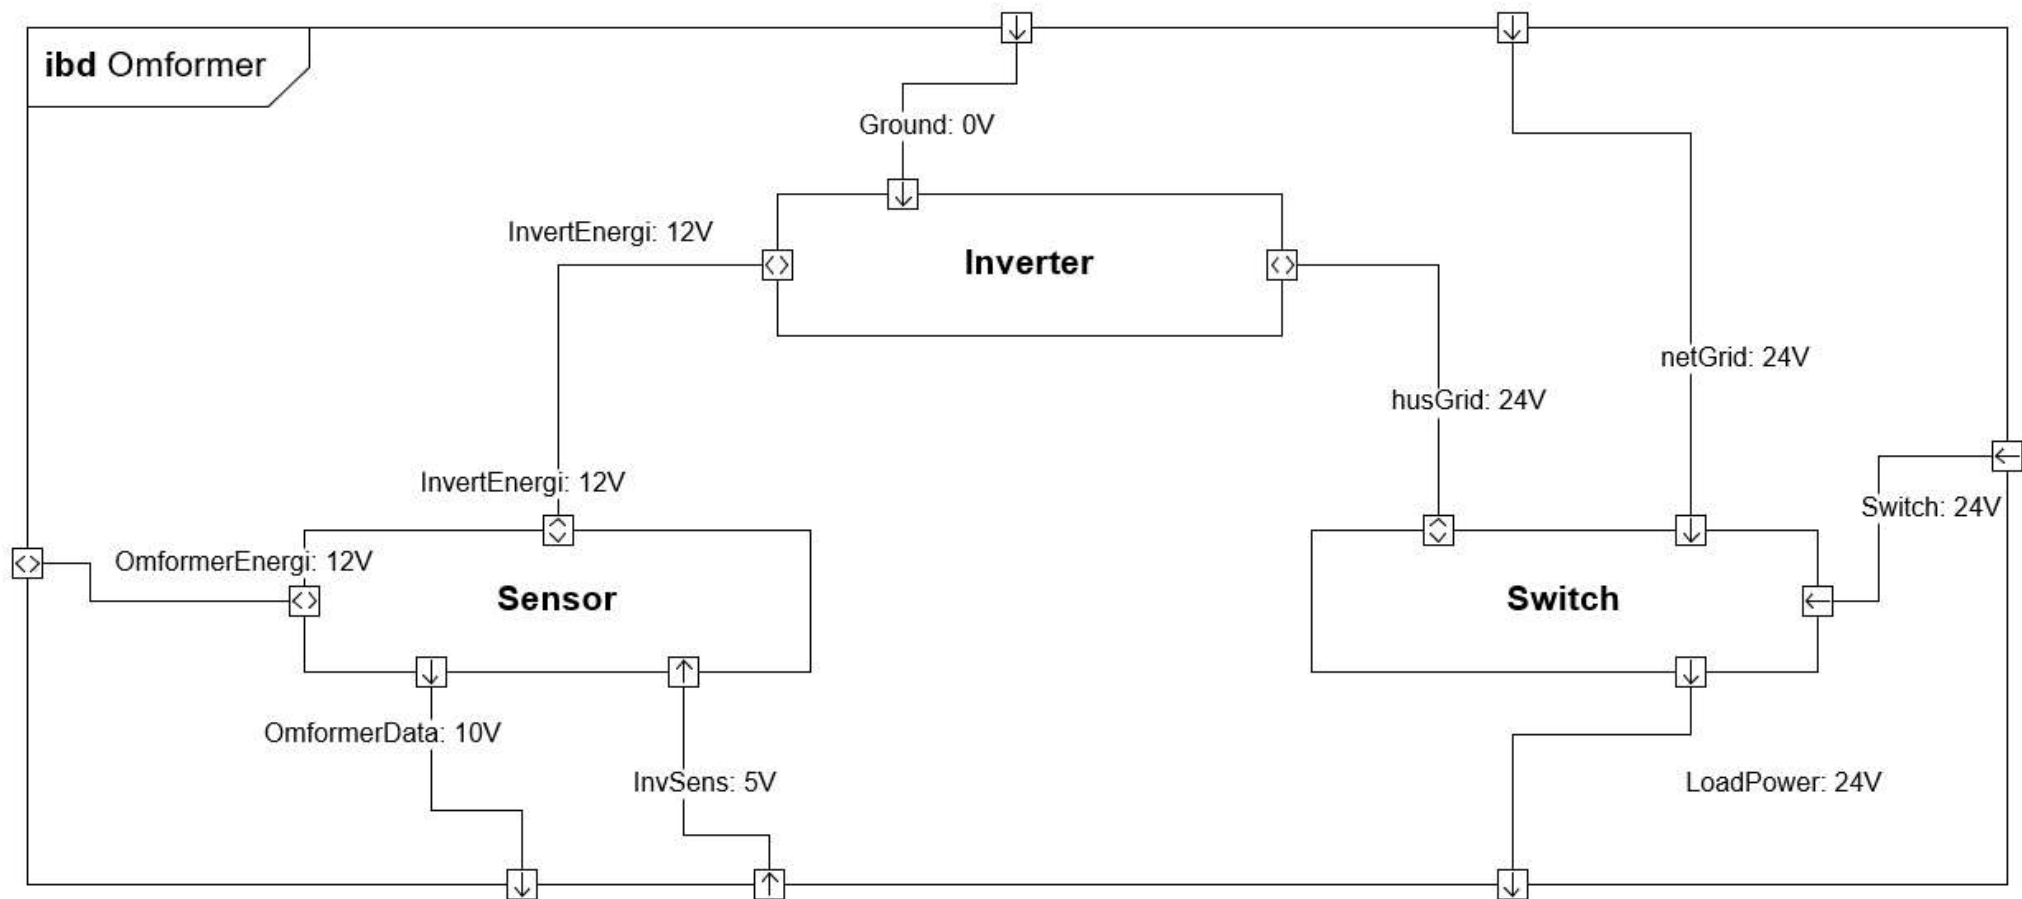 ibd Omformer
Ground: 0V
InvertEnergi: 12V
Inverter
netGrid: 24V
husGrid: 24V
InvertEnergi: 12V
Switch: 24V
OmformerEnergi: 12V
Sensor
Switch
OmformerData: 10V
InvSens: 5V
LoadPower: 24V